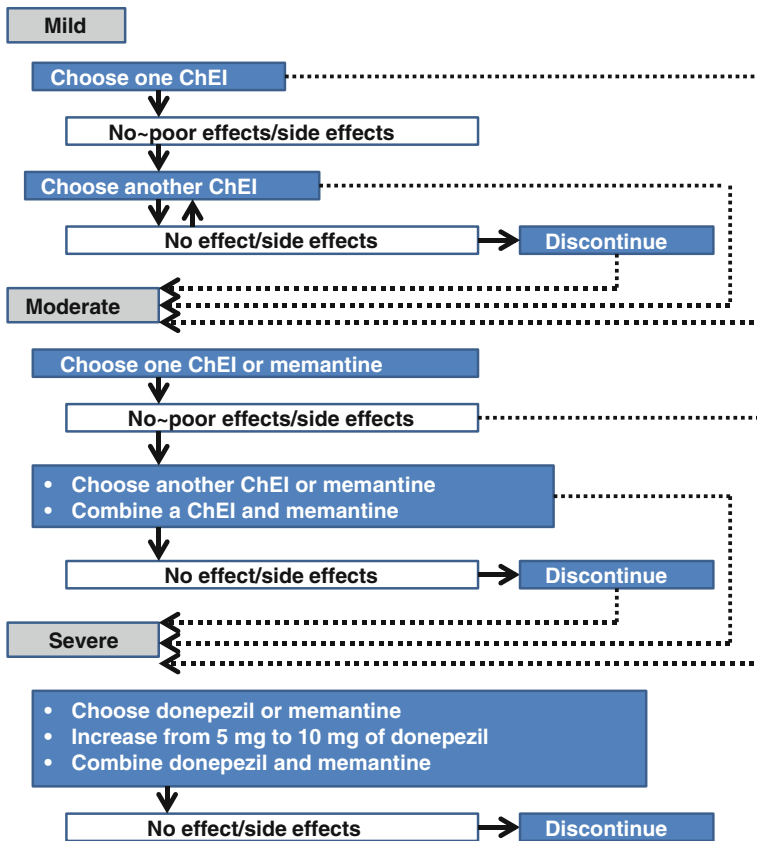 Mild
Choose one ChEI
No~poor effects/side effects
Choose another ChEI
No effect/side effects
Discontinue
Moderate
Choose one ChEI or memantine
No~poor effects/side effects
• Choose another ChEI or memantine
• Combine a ChEI and memantine
No effect/side effects
Discontinue
Severe
• Choose donepezil or memantine
• Increase from 5 mg to 10 mg of donepezil
• Combine donepezil and memantine
No effect/side effects
Discontinue